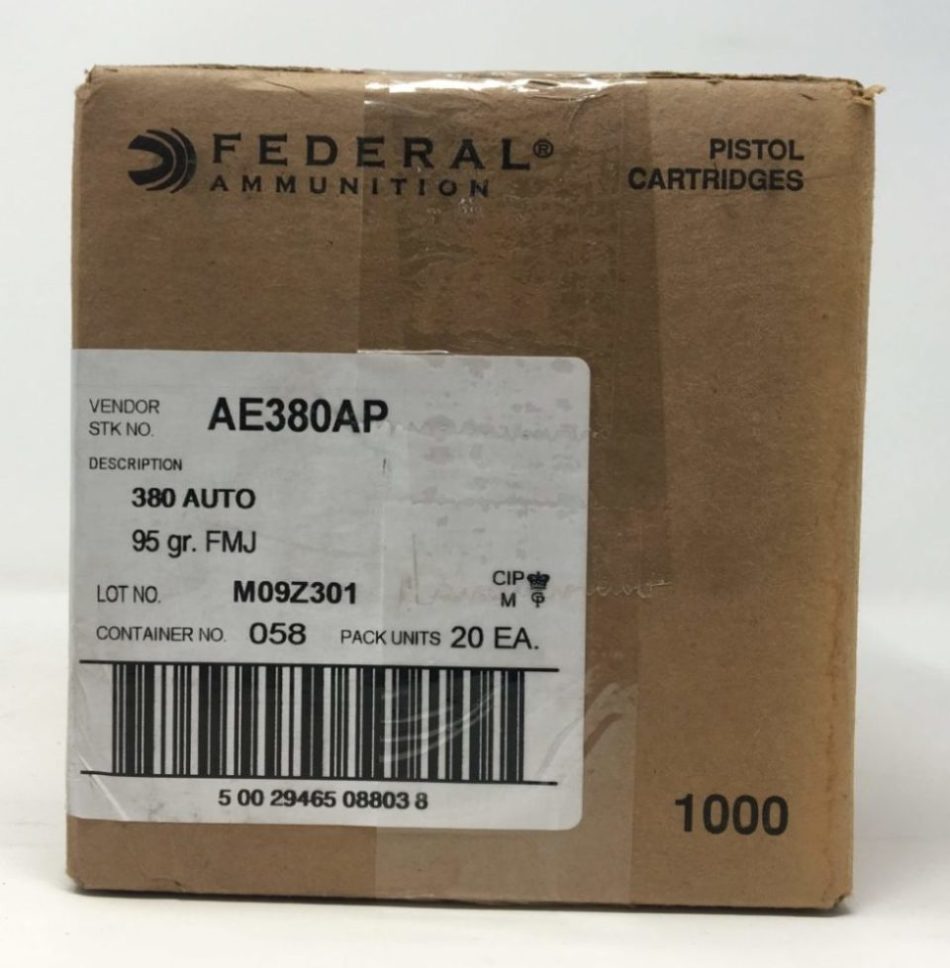 FEDERAL®
AMMUNITION
PISTOL
CARTRIDGES
VENDOR
STK NO.
AE380AP
DESCRIPTION
380 AUTO
95 gr. FMJ
LOT NO. M09Z301
CIP
M
CONTAINER NO. 058 PACK UNITS 20 EA.
5 00 29465 08803 8
1000